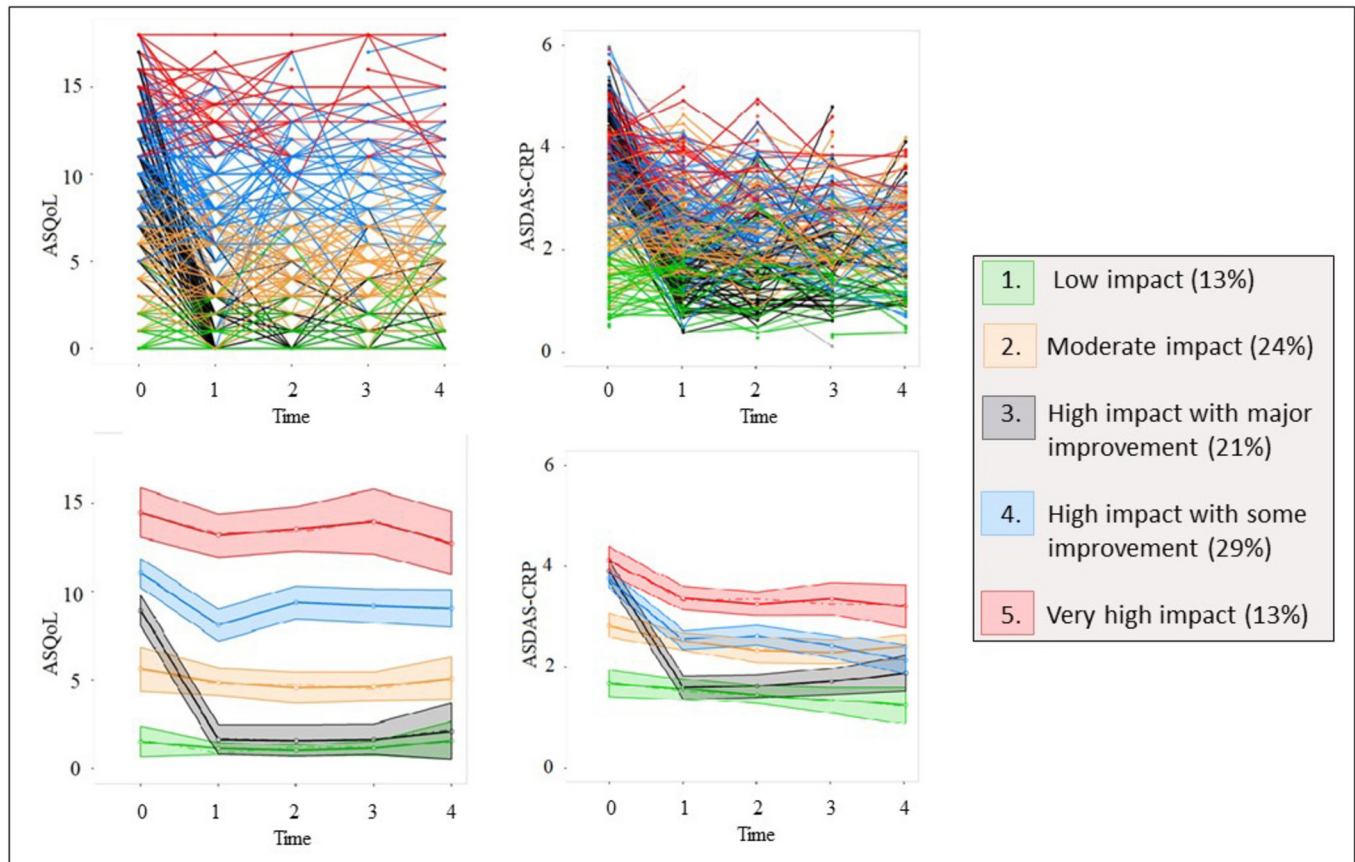 ASQoL
15
10
5
0
0 1 2 3 4
Time
ASDAS-CRP
6
4
2
0
0 1 2 3 4
Time
ASQoL
15
10
5
0
0 1 2 3 4
Time
ASDAS-CRP
6
4
2
0
0 1 2 3 4
Time
1. Low impact (13%)
2. Moderate impact (24%)
3. High impact with major
improvement (21%)
4. High impact with some
improvement (29%)
5. Very high impact (13%)